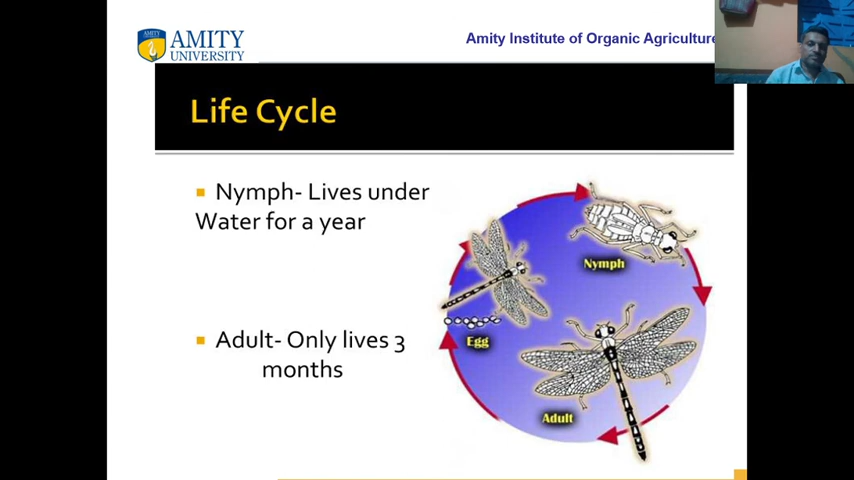 AMITY
AMITY
UNIVERSITY
Amity Institute of Organic Agriculture
Life Cycle
Nymph- Lives under
Water for a year
Nymph
Egg
Adult- Only lives 3
months
Adult